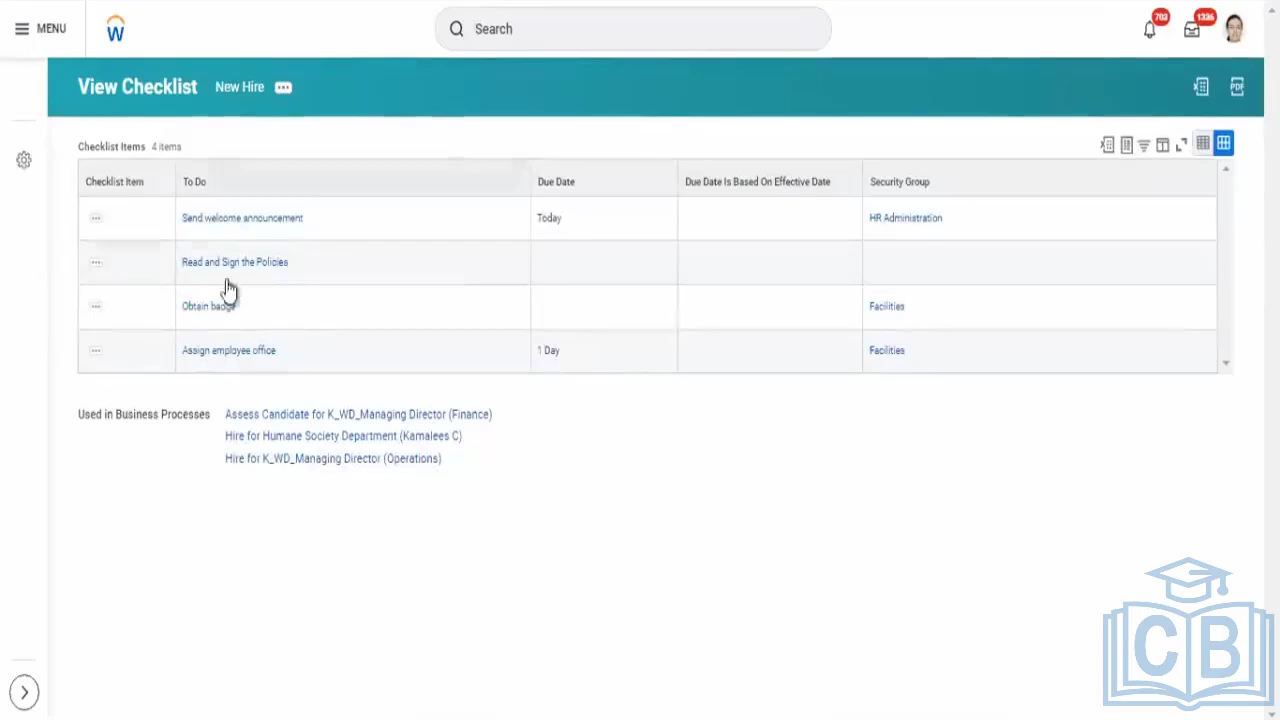 MENU
W
Search
703
1336
View Checklist New Hire
PDF
Checklist Items 4 items
Checklist Item To Do Due Date Due Date Is Based On Effective Date Security Group
Send welcome announcement Today HR Administration
Read and Sign the Policies
Obtain badge Facilities
Assign employee office 1 Day Facilities
Used in Business Processes Assess Candidate for K_WD_Managing Director (Finance)
Hire for Humane Society Department (Kamalees C)
Hire for K_WD_Managing Director (Operations)
CB